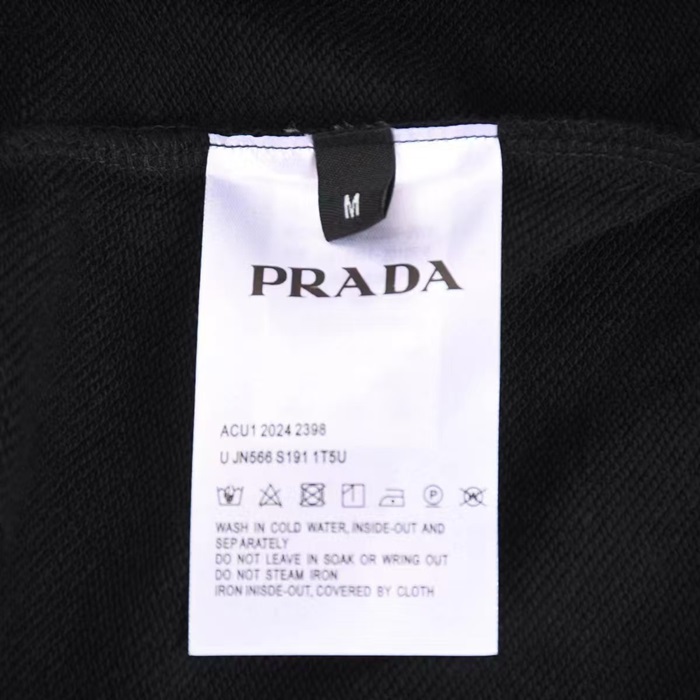 M
PRADA
ACU1 2024 2398
U JN566 S191 1T5U
P
W
WASH IN COLD WATER, INSIDE-OUT AND
SEPARATELY
DO NOT LEAVE IN SOAK OR WRING OUT
DO NOT STEAM IRON
IRON INISDE-OUT, COVERED BY CLOTH